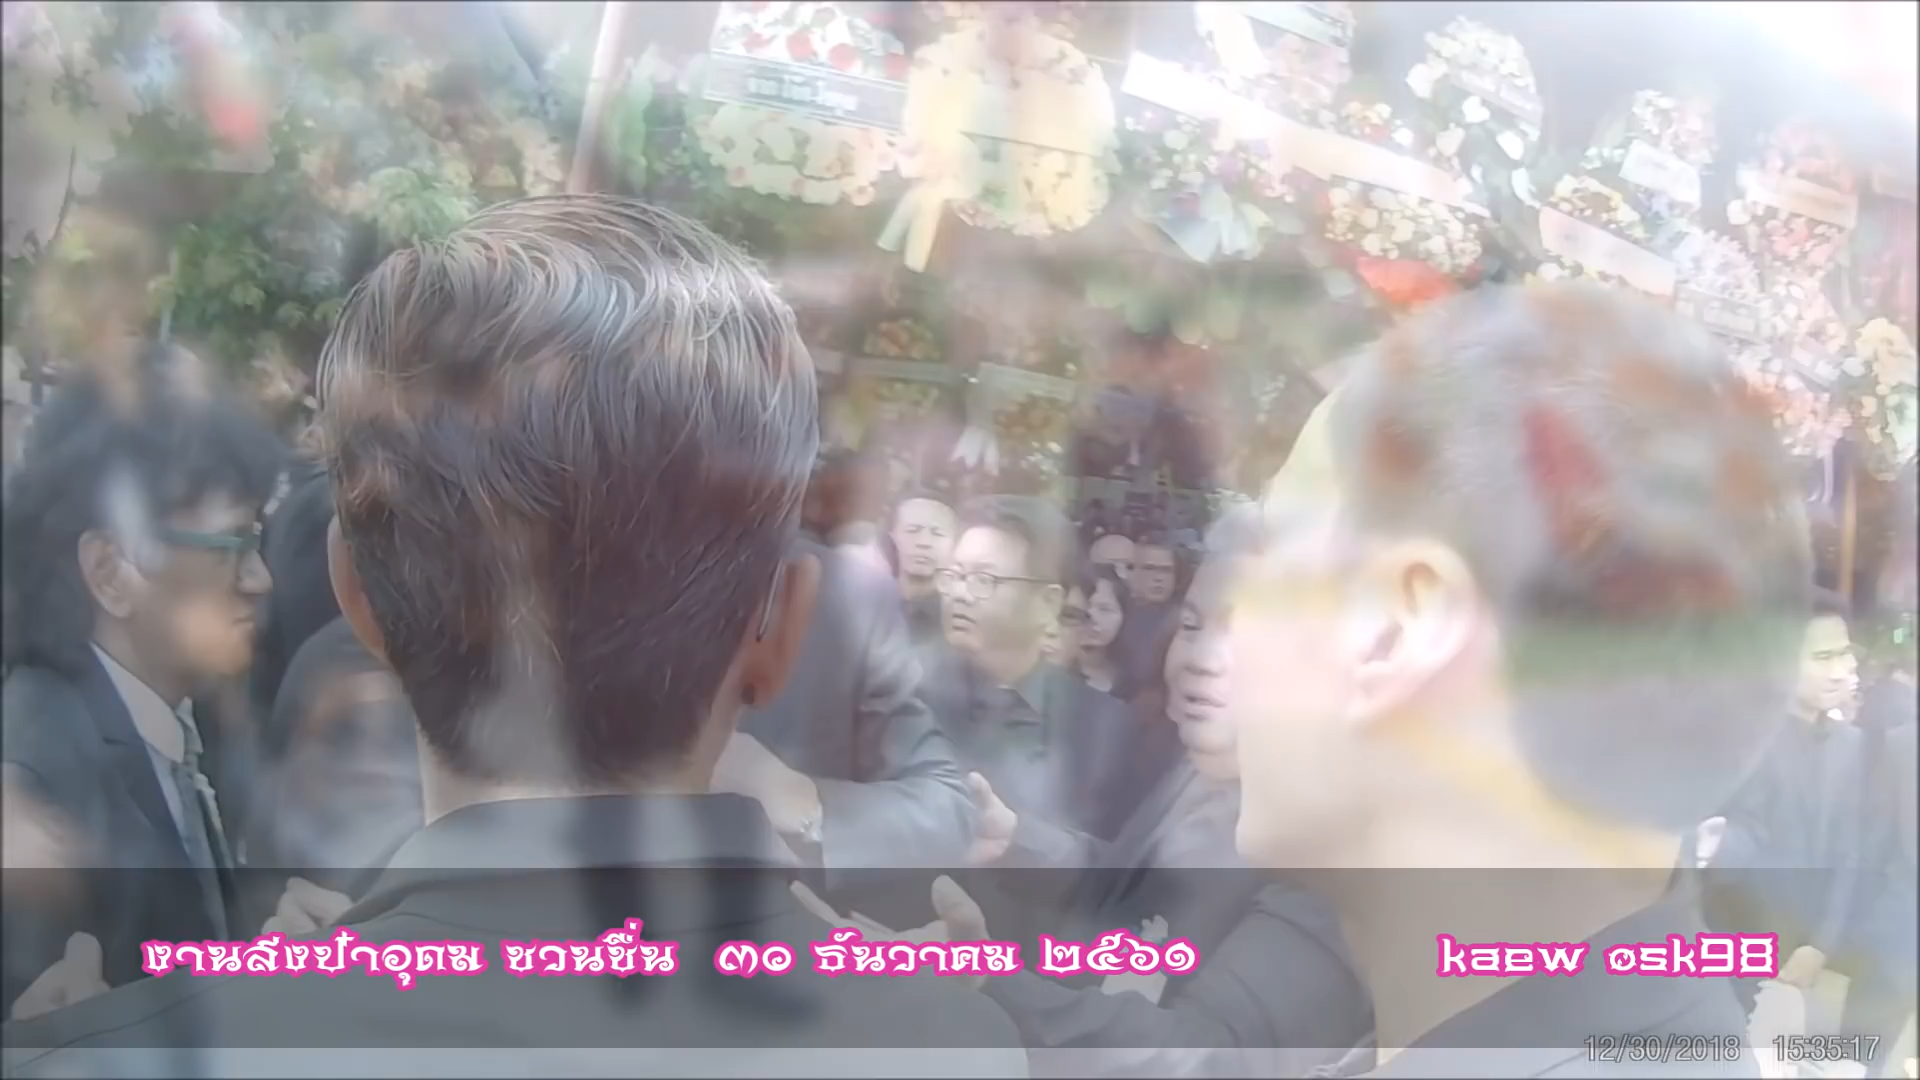 งานส่งป๋าอุดม ชวนชื่น ๓๐ ธันวาคม ๒๕๖๑ kaew osk98
12/30/2018 15:35:17